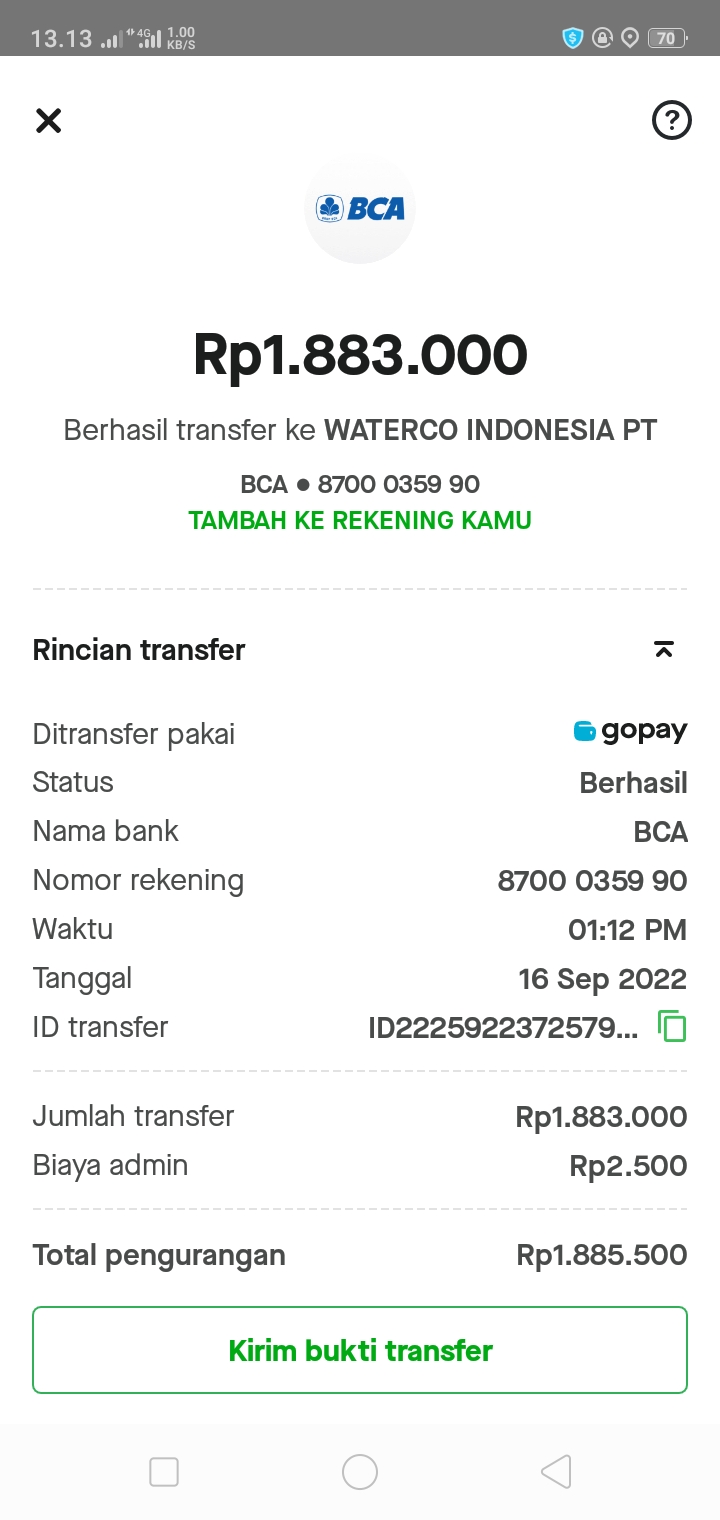 13.13 4G 1.00 KB/S 70
BCA
Rp1.883.000
Berhasil transfer ke WATERCO INDONESIA PT
BCA ● 8700 0359 90
TAMBAH KE REKENING KAMU
Rincian transfer
Ditransfer pakai gopay
Status Berhasil
Nama bank BCA
Nomor rekening 8700 0359 90
Waktu 01:12 PM
Tanggal 16 Sep 2022
ID transfer ID2225922372579...
Jumlah transfer Rp1.883.000
Biaya admin Rp2.500
Total pengurangan Rp1.885.500
Kirim bukti transfer